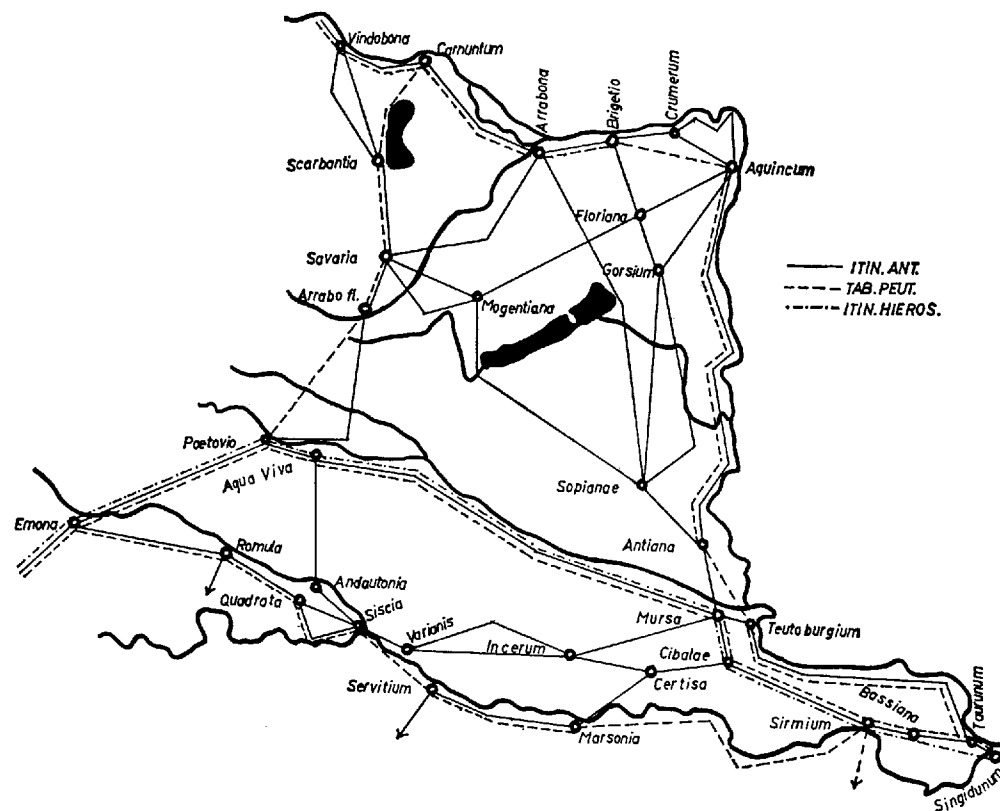 Vindobona
Carnuntum
Arrabona
Brigetio
Crumerum
Scarbantia
Aquincum
Floriana
Savaria
Gorsium
ITIN. ANT.
TAB. PEUT.
ITIN. HIEROS.
Arrabo fl.
Mogentiana
Poetovio
Aqua Viva
Sopianae
Emona
Romula
Antiana
Andautonia
Quadrata
Siscia
Varianis
Incerum
Mursa
Teutoburgium
Cibalae
Certisa
Servitium
Bassiana
Taurunum
Marsonia
Sirmium
Singidunum